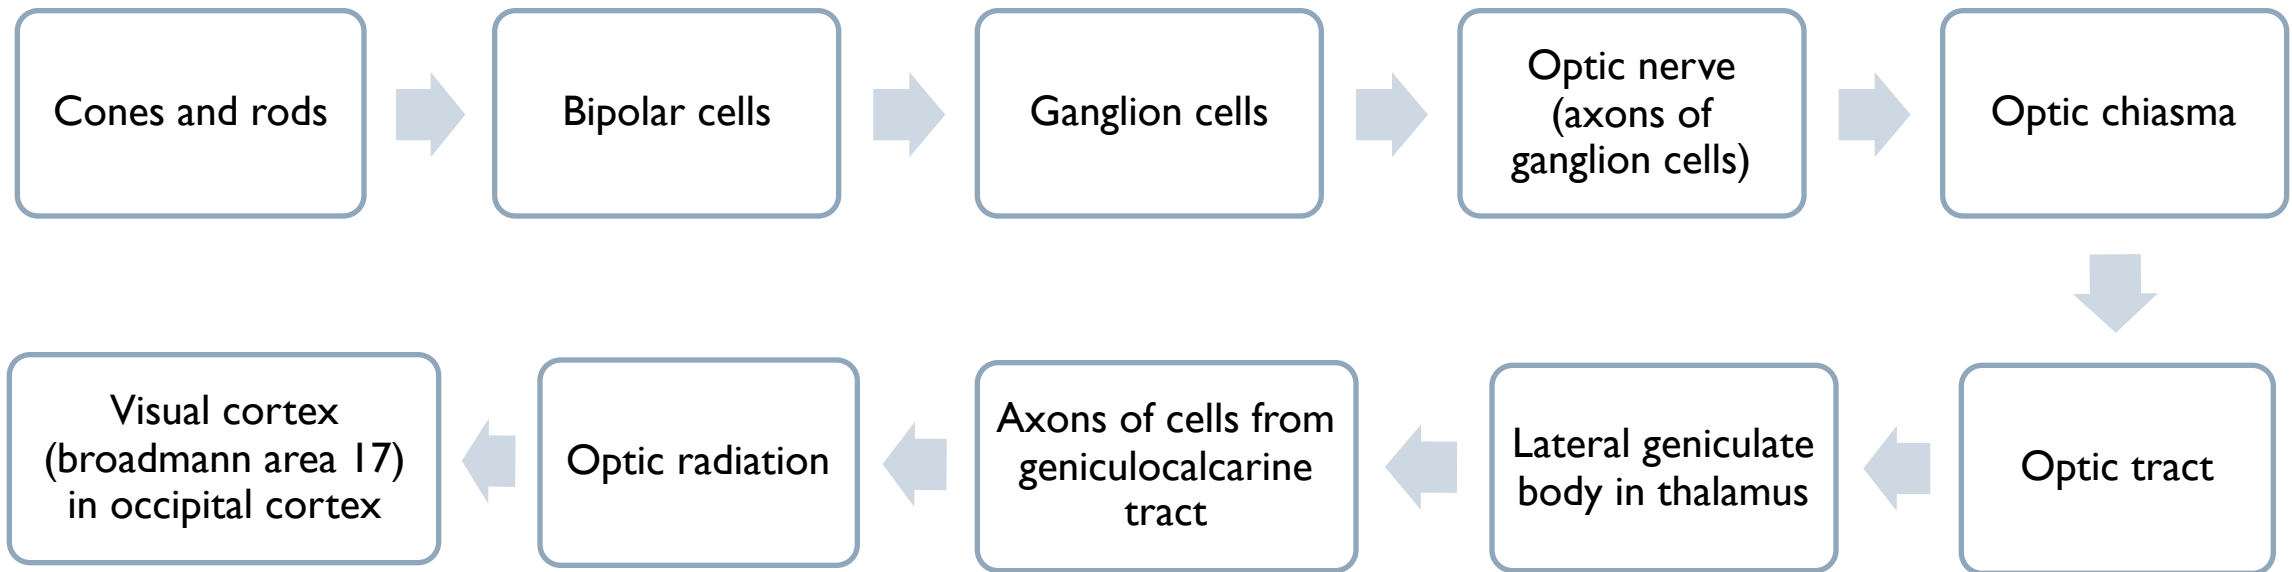 Cones and rods
Bipolar cells
Ganglion cells
Optic nerve
(axons of
ganglion cells)
Optic chiasma
Optic tract
Lateral geniculate
body in thalamus
Axons of cells from
geniculocalcarine
tract
Optic radiation
Visual cortex
(broadmann area 17)
in occipital cortex